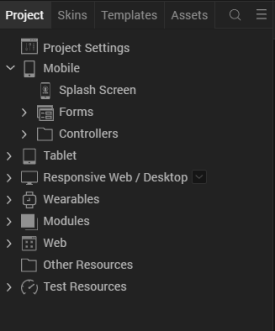 Project Skins Templates Assets
Project Settings
Mobile
Splash Screen
Forms
Controllers
Tablet
Responsive Web / Desktop
Wearables
Modules
Web
Other Resources
Test Resources